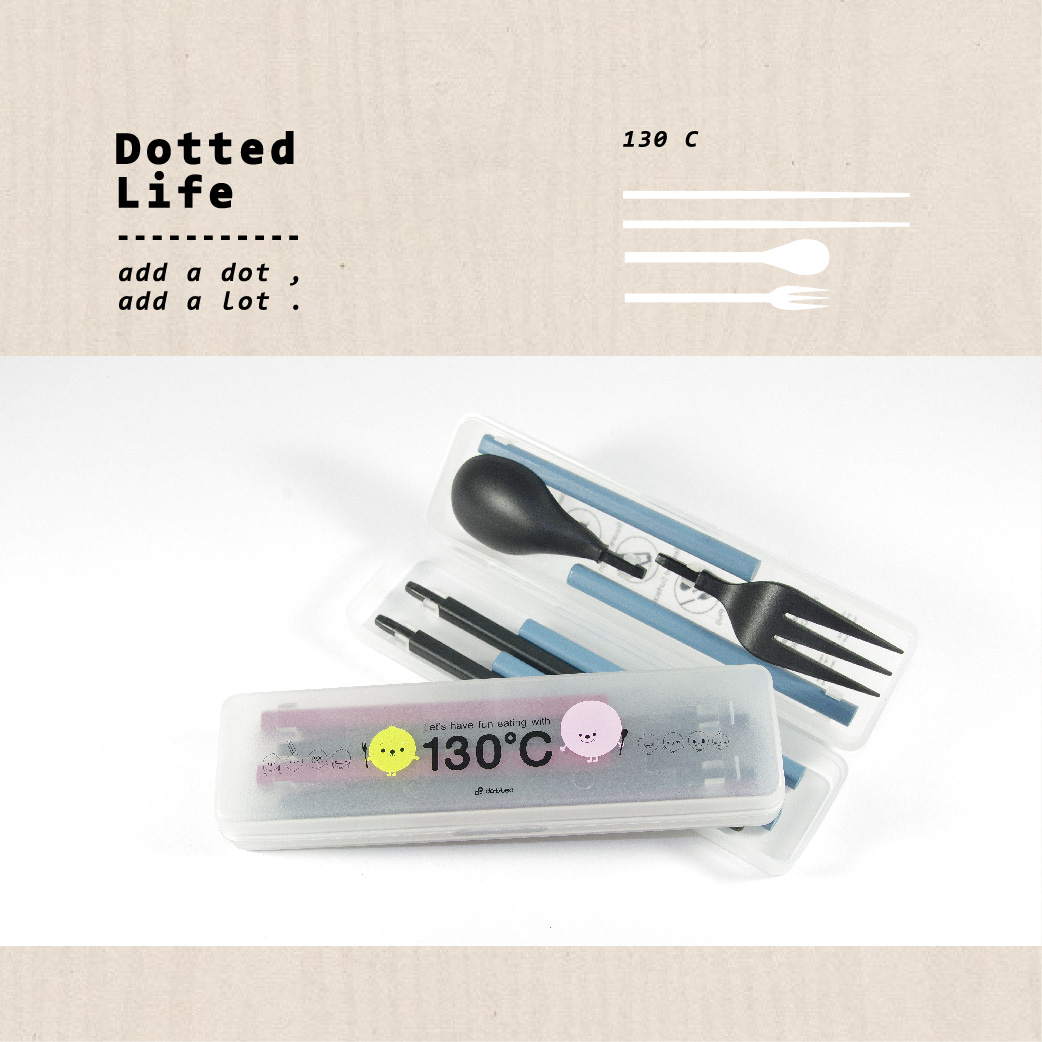 Dotted
Life
-----------
add a dot ,
add a lot .
130 C
let's have fun eating with
130°C
dotted